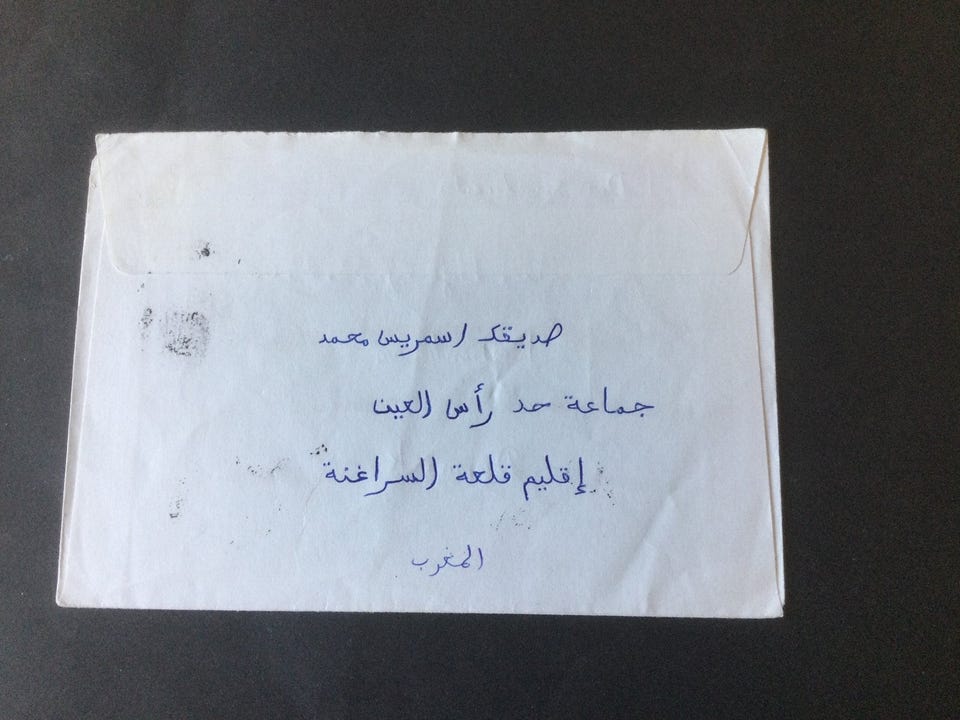 صديقك اسمريس محمد
جماعة حد رأس العين
إقليم قلعة السراغنة
المغرب